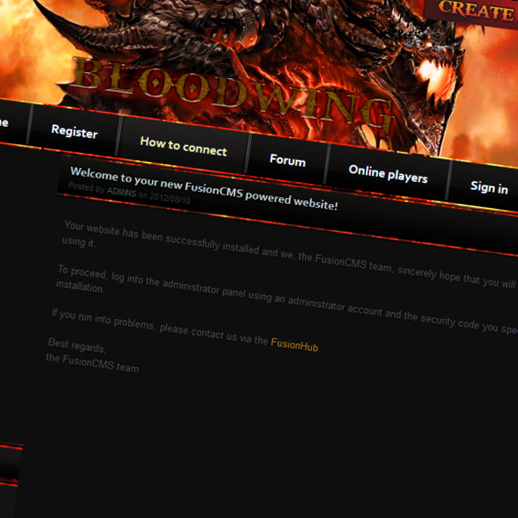 CREATE
BLOODWING
Register
How to connect
Forum
Online players
Sign in
Welcome to your new FusionCMS powered website!
Posted by ADMINS on 2012/08/10
Your website has been successfully installed and we, the FusionCMS team, sincerely hope that you will
using it.
To proceed, log into the administrator panel using an administrator account and the security code you spe
installation.
If you run into problems, please contact us via the FusionHub
Best regards,
the FusionCMS team